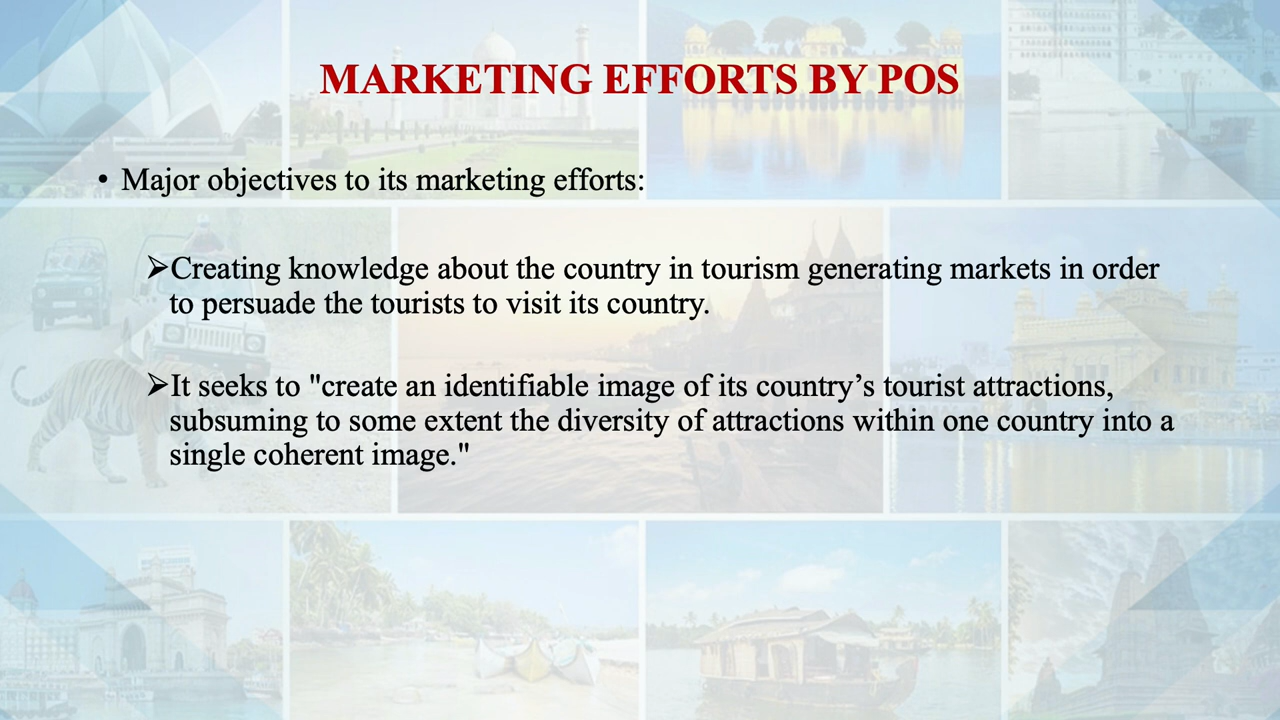 MARKETING EFFORTS BY POS
• Major objectives to its marketing efforts:
➢Creating knowledge about the country in tourism generating markets in order
to persuade the tourists to visit its country.
➢It seeks to "create an identifiable image of its country’s tourist attractions,
subsuming to some extent the diversity of attractions within one country into a
single coherent image."